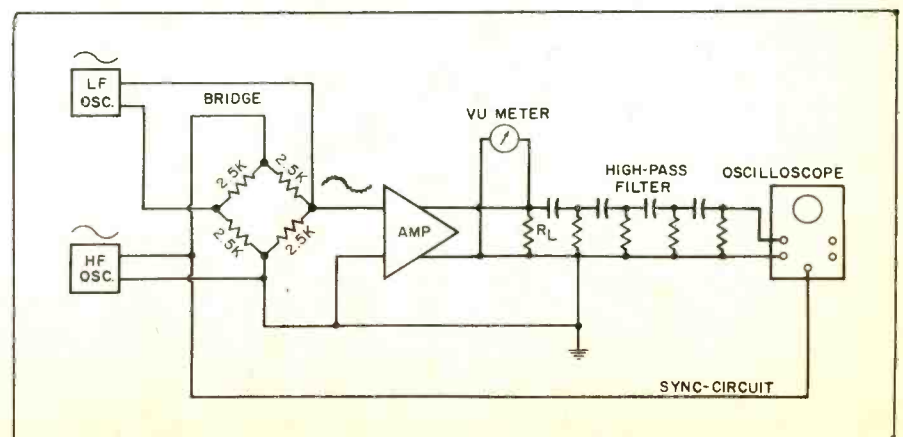 LF
OSC.
BRIDGE
2.5K
2.5K
2.5K
2.5K
HF
OSC.
AMP
VU METER
R_L
HIGH-PASS
FILTER
OSCILLOSCOPE
SYNC-CIRCUIT